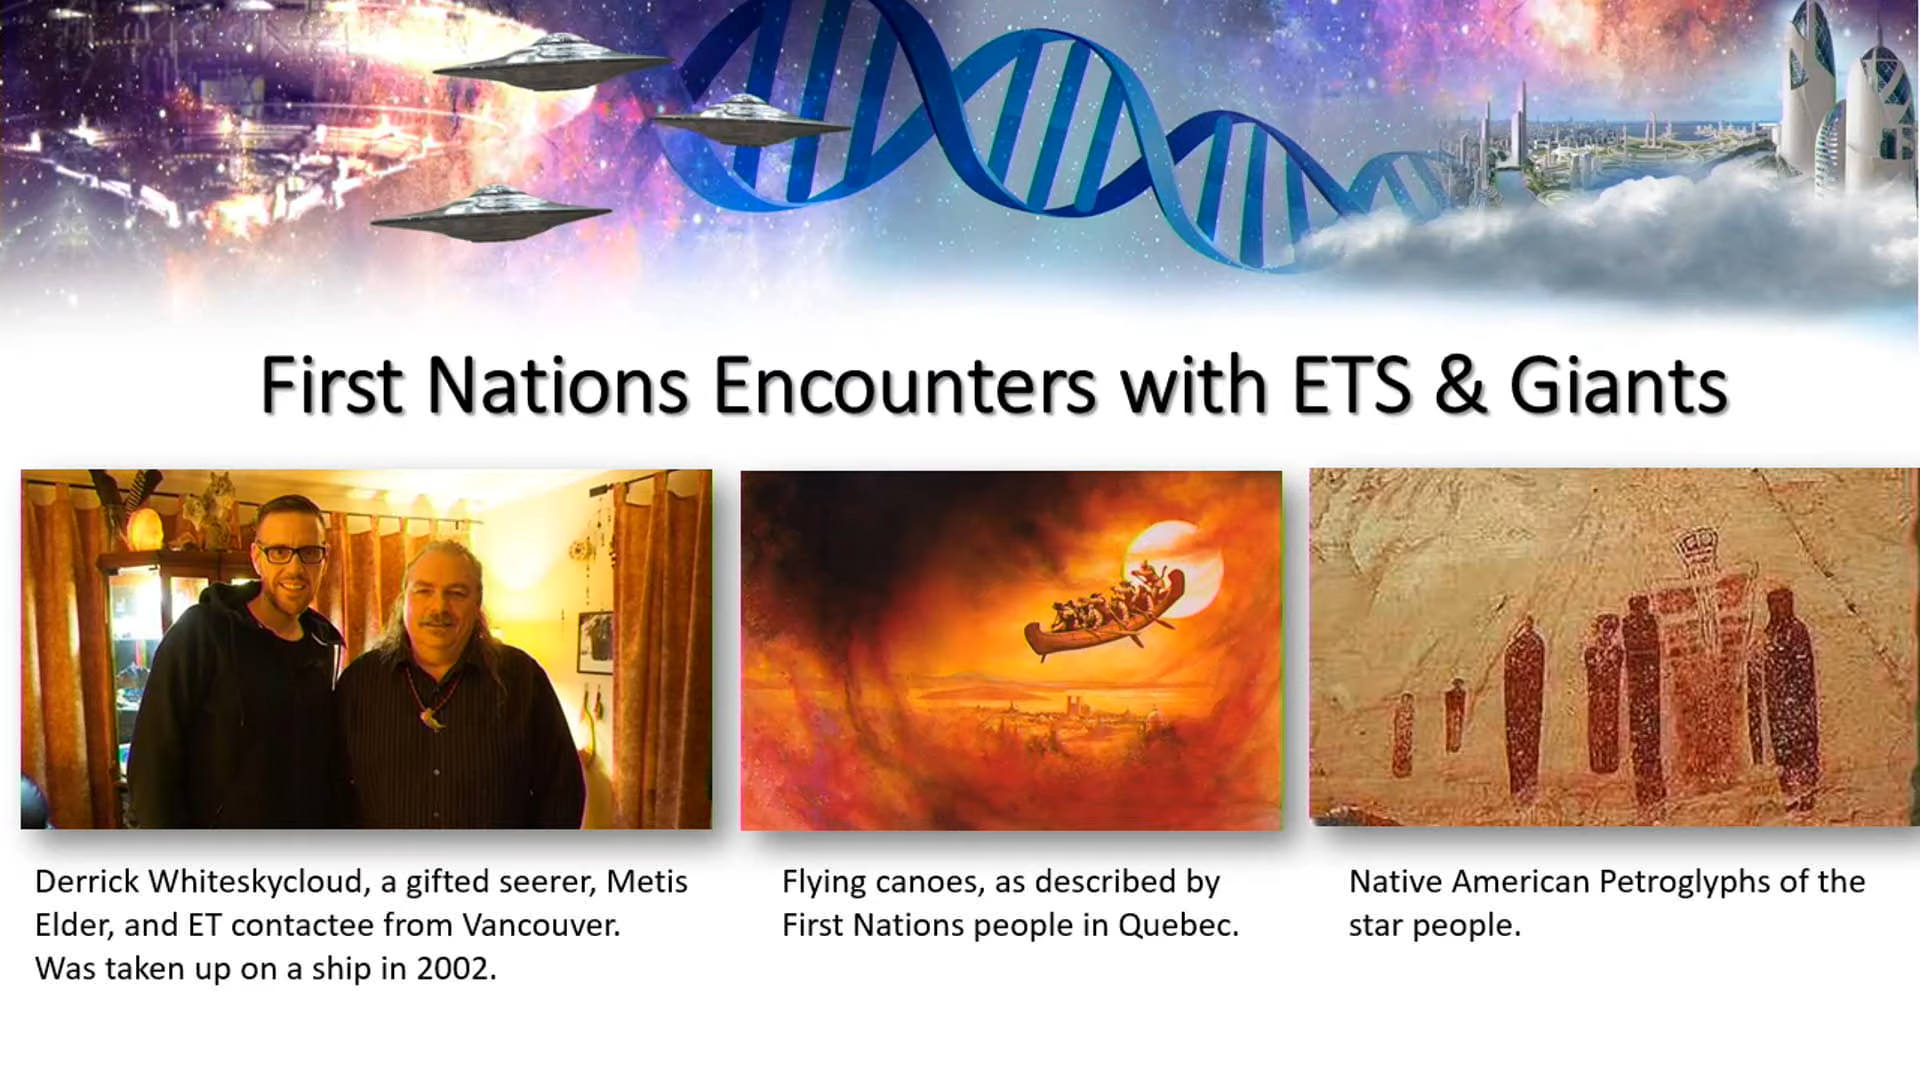 First Nations Encounters with ETS & Giants
Derrick Whiteskycloud, a gifted seerer, Metis
Elder, and ET contactee from Vancouver.
Was taken up on a ship in 2002.
Flying canoes, as described by
First Nations people in Quebec.
Native American Petroglyphs of the
star people.